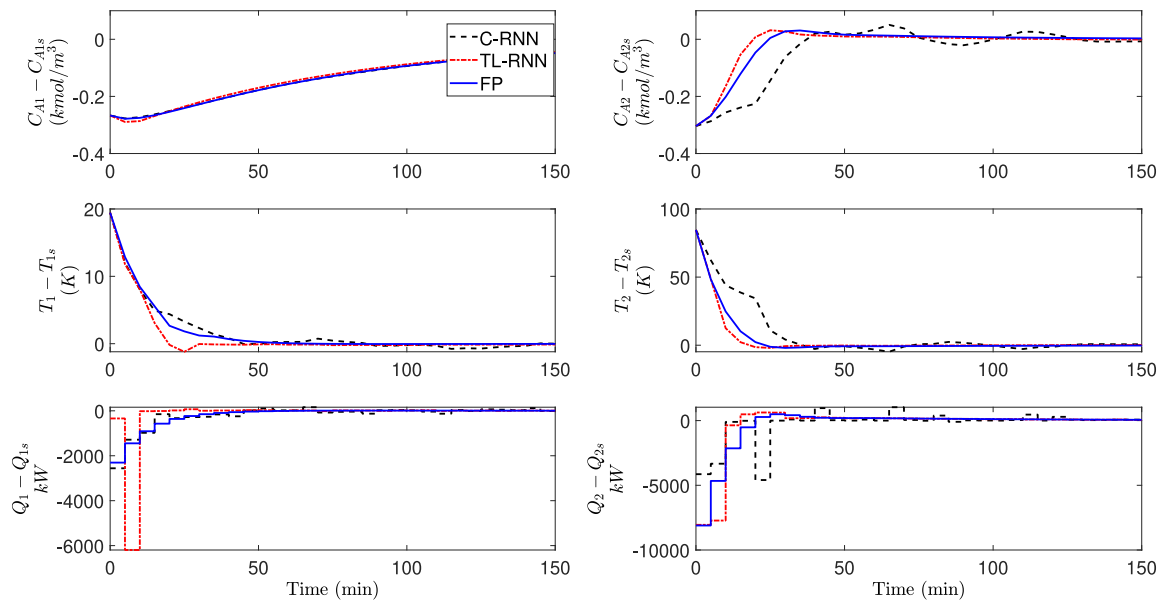 0
-0.2
-0.4
C_{A1} − C_{A1s}
(kmol/m^3)
0 50 100 150
C-RNN
TL-RNN
FP
0
-0.2
-0.4
C_{A2} − C_{A2s}
(kmol/m^3)
0 50 100 150
20
10
0
T_1 − T_{1s}
(K)
0 50 100 150
100
50
0
T_2 − T_{2s}
(K)
0 50 100 150
0
-2000
-4000
-6000
Q_1 − Q_{1s}
kW
0 50 100 150
Time (min)
0
-5000
-10000
Q_2 − Q_{2s}
kW
0 50 100 150
Time (min)